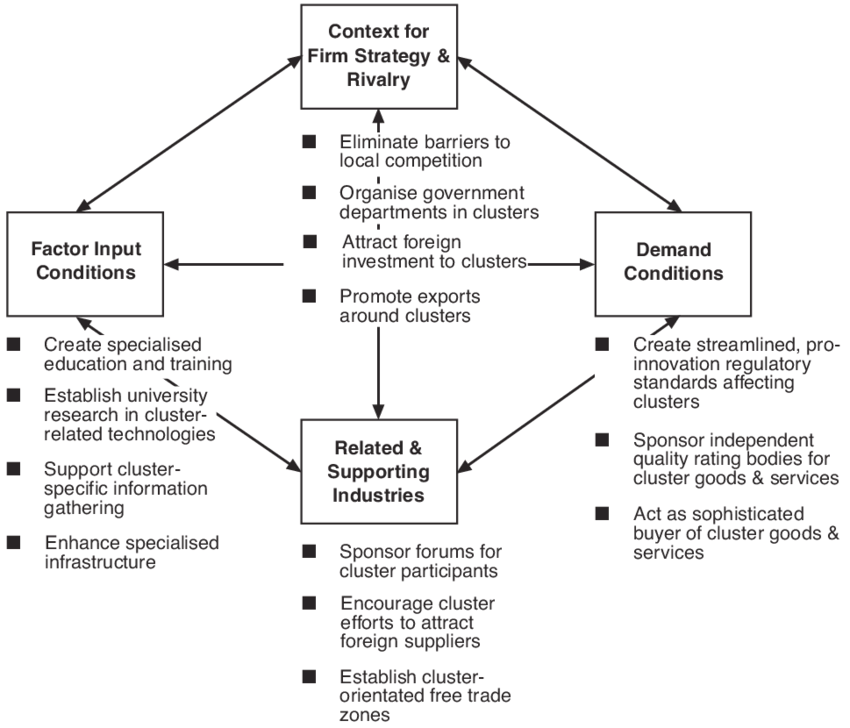 Context for
Firm Strategy &
Rivalry
Eliminate barriers to
local competition
Organise government
departments in clusters
Attract foreign
investment to clusters
Promote exports
around clusters
Factor Input
Conditions
Create specialised
education and training
Establish university
research in cluster-
related technologies
Support cluster-
specific information
gathering
Enhance specialised
infrastructure
Demand
Conditions
Create streamlined, pro-
innovation regulatory
standards affecting
clusters
Sponsor independent
quality rating bodies for
cluster goods & services
Act as sophisticated
buyer of cluster goods &
services
Related &
Supporting
Industries
Sponsor forums for
cluster participants
Encourage cluster
efforts to attract
foreign suppliers
Establish cluster-
orientated free trade
zones